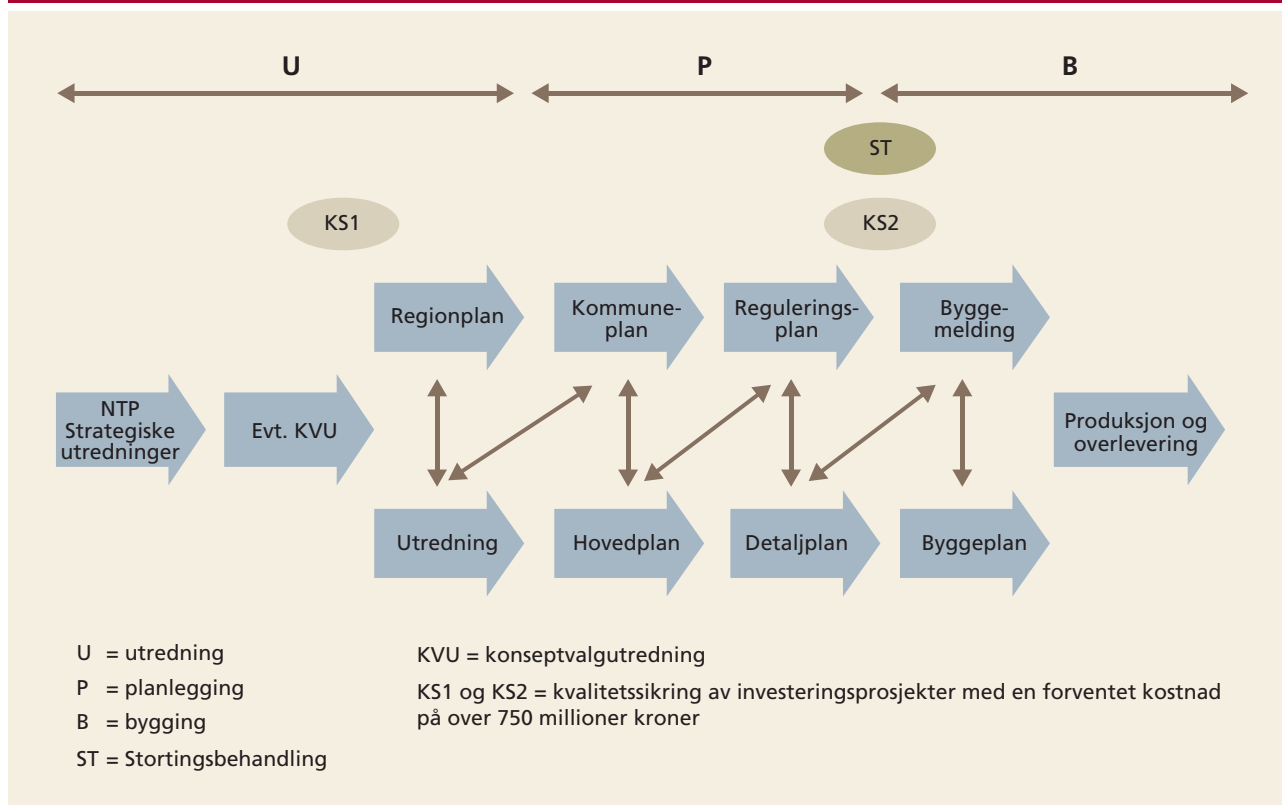 U
P
B
ST
KS1
KS2
Regionplan
Kommune-
plan
Regulerings-
plan
Bygge-
melding
NTP
Strategiske
utredninger
Evt. KVU
Produksjon og
overlevering
Utredning
Hovedplan
Detaljplan
Byggeplan
U = utredning
P = planlegging
B = bygging
ST = Stortingsbehandling
KVU = konseptvalgutredning
KS1 og KS2 = kvalitetssikring av investeringsprosjekter med en forventet kostnad
på over 750 millioner kroner